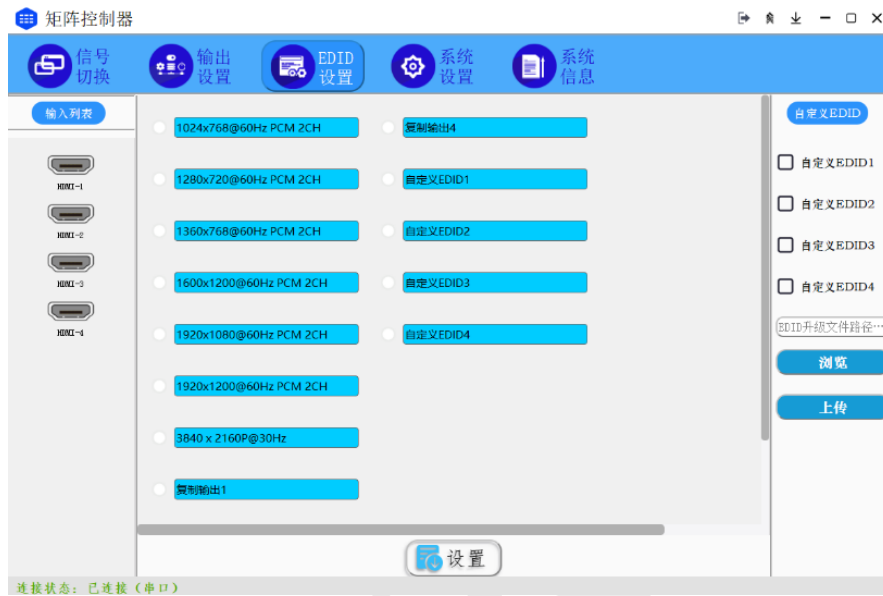 矩阵控制器
信号
切换
输出
设置
EDID
设置
系统
设置
系统
信息
输入列表
HDMI-1
HDMI-2
HDMI-3
HDMI-4
1024x768@60Hz PCM 2CH
1280x720@60Hz PCM 2CH
1360x768@60Hz PCM 2CH
1600x1200@60Hz PCM 2CH
1920x1080@60Hz PCM 2CH
1920x1200@60Hz PCM 2CH
3840 x 2160P@30Hz
复制输出1
复制输出4
自定义EDID1
自定义EDID2
自定义EDID3
自定义EDID4
设置
自定义EDID
自定义EDID1
自定义EDID2
自定义EDID3
自定义EDID4
EDID升级文件路径…
浏览
上传
连接状态: 已连接 (串口)